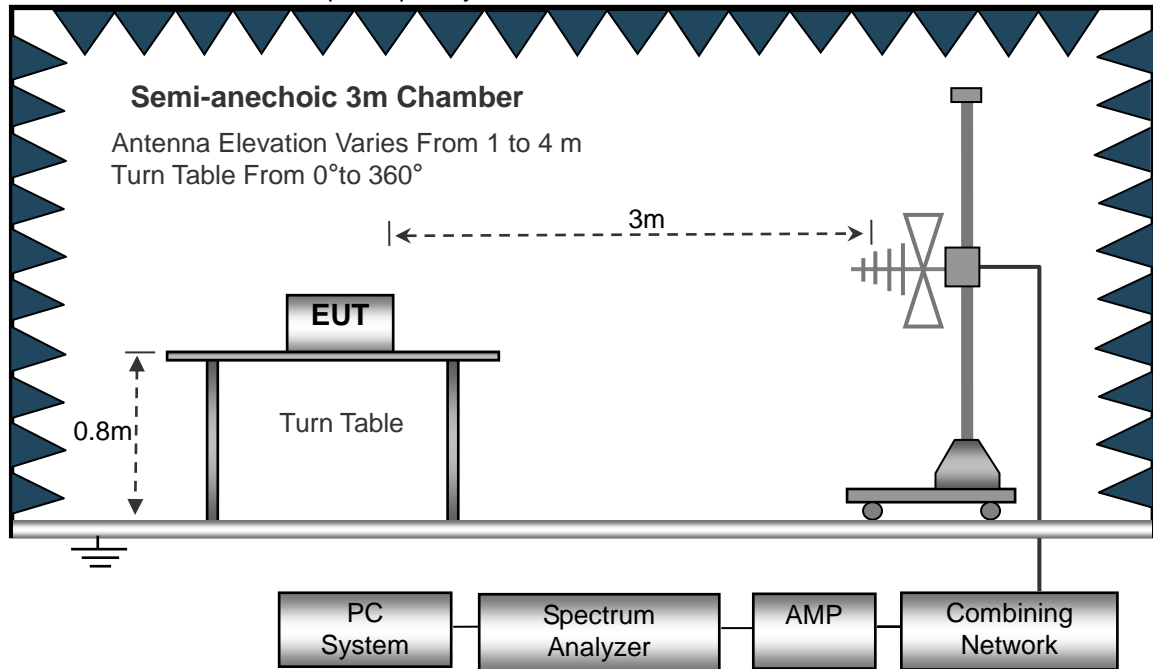 Semi-anechoic 3m Chamber
Antenna Elevation Varies From 1 to 4 m
Turn Table From 0°to 360°
3m
EUT
0.8m
Turn Table
PC
System
Spectrum
Analyzer
AMP
Combining
Network